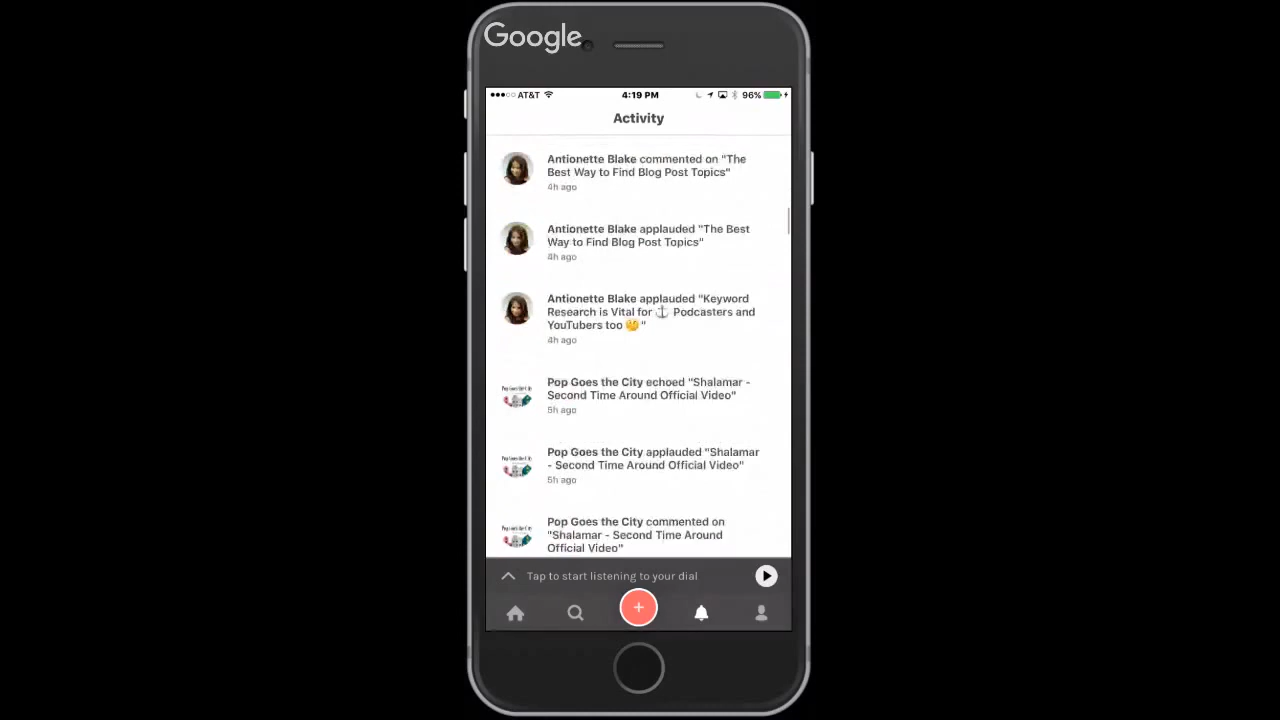 Google
AT&T 4:19 PM 96%
Activity
Antionette Blake commented on "The
Best Way to Find Blog Post Topics"
4h ago
Antionette Blake applauded "The Best
Way to Find Blog Post Topics"
4h ago
Antionette Blake applauded "Keyword
Research is Vital for ⚓ Podcasters and
YouTubers too 🤔"
4h ago
Pop Goes the City echoed "Shalamar -
Second Time Around Official Video"
5h ago
Pop Goes the City applauded "Shalamar
- Second Time Around Official Video"
5h ago
Pop Goes the City commented on
"Shalamar - Second Time Around
Official Video"
Tap to start listening to your dial